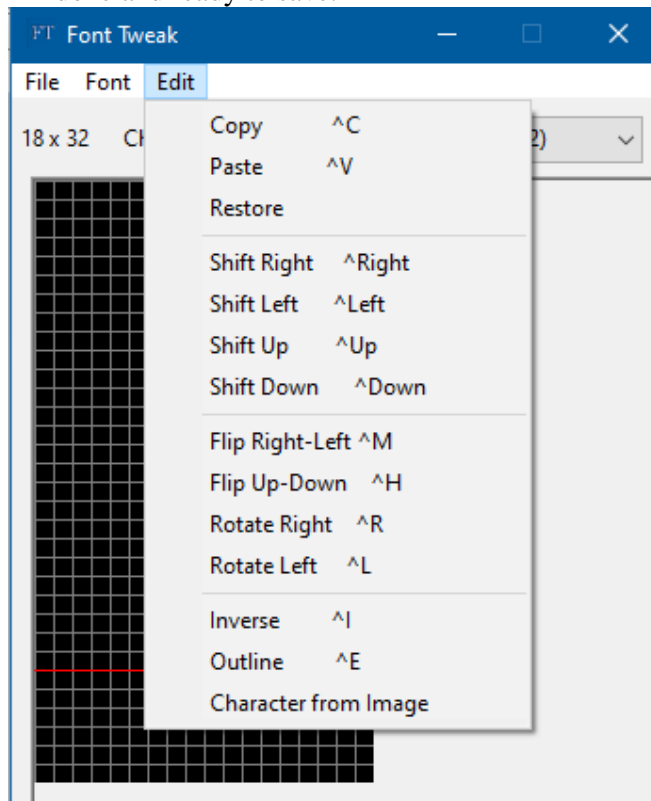 FT Font Tweak
File Font Edit
18 x 32
2)
Copy ^C
Paste ^V
Restore
Shift Right ^Right
Shift Left ^Left
Shift Up ^Up
Shift Down ^Down
Flip Right-Left ^M
Flip Up-Down ^H
Rotate Right ^R
Rotate Left ^L
Inverse ^I
Outline ^E
Character from Image